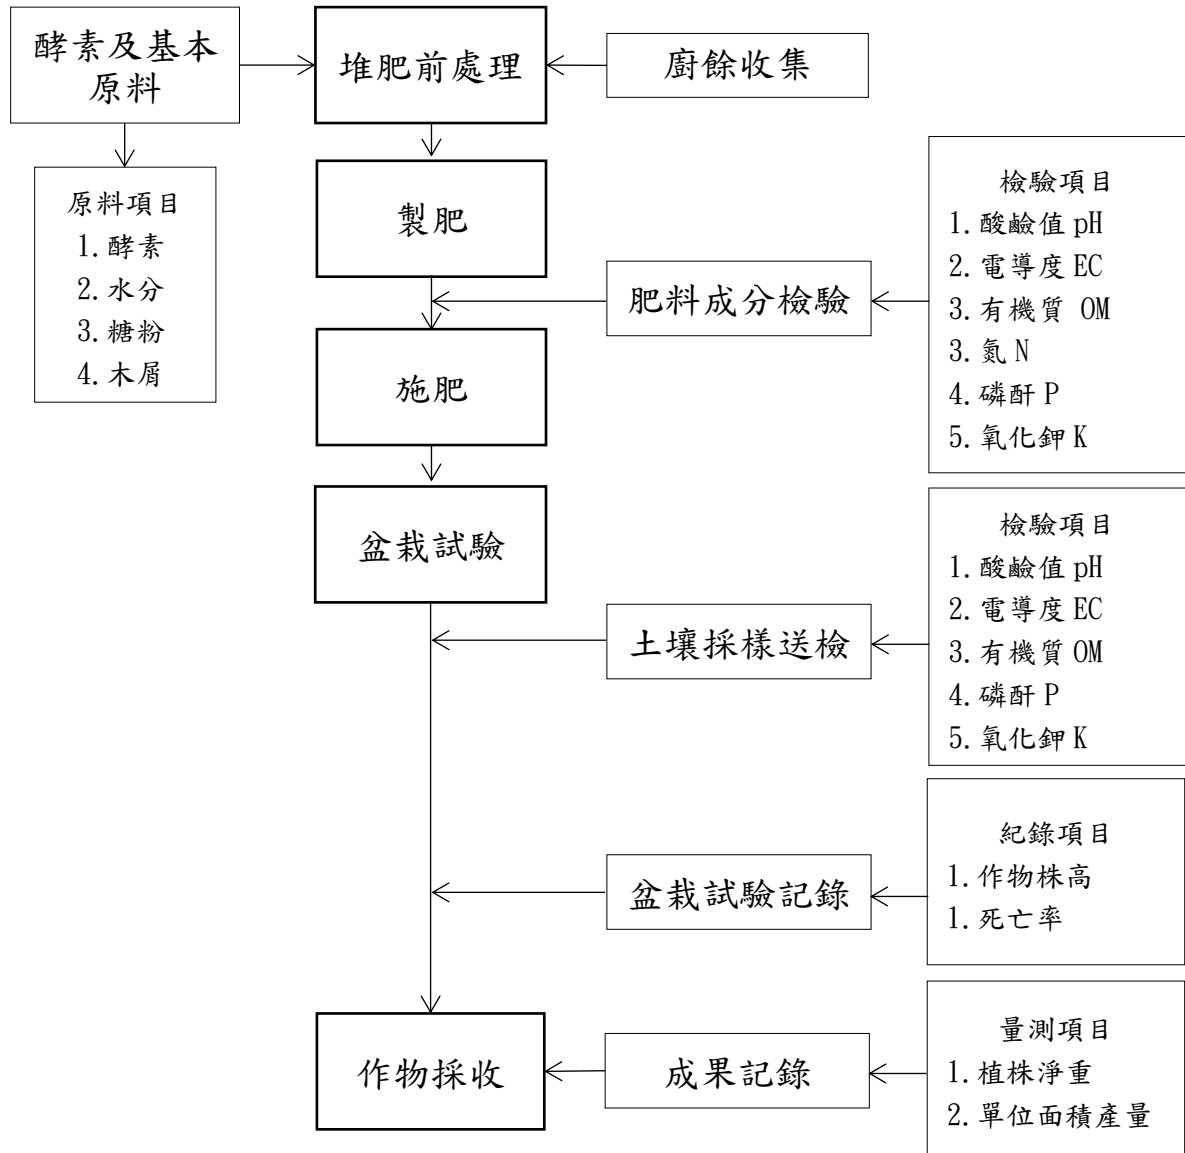 酵素及基本
原料
堆肥前處理
廚餘收集
原料項目
1.酵素
2.水分
3.糖粉
4.木屑
製肥
肥料成分檢驗
檢驗項目
1.酸鹼值 pH
2.電導度 EC
3.有機質 OM
3.氮 N
4.磷酐 P
5.氧化鉀 K
施肥
盆栽試驗
土壤採樣送檢
檢驗項目
1.酸鹼值 pH
2.電導度 EC
3.有機質 OM
4.磷酐 P
5.氧化鉀 K
盆栽試驗記錄
紀錄項目
1.作物株高
1.死亡率
作物採收
成果記錄
量測項目
1.植株淨重
2.單位面積產量